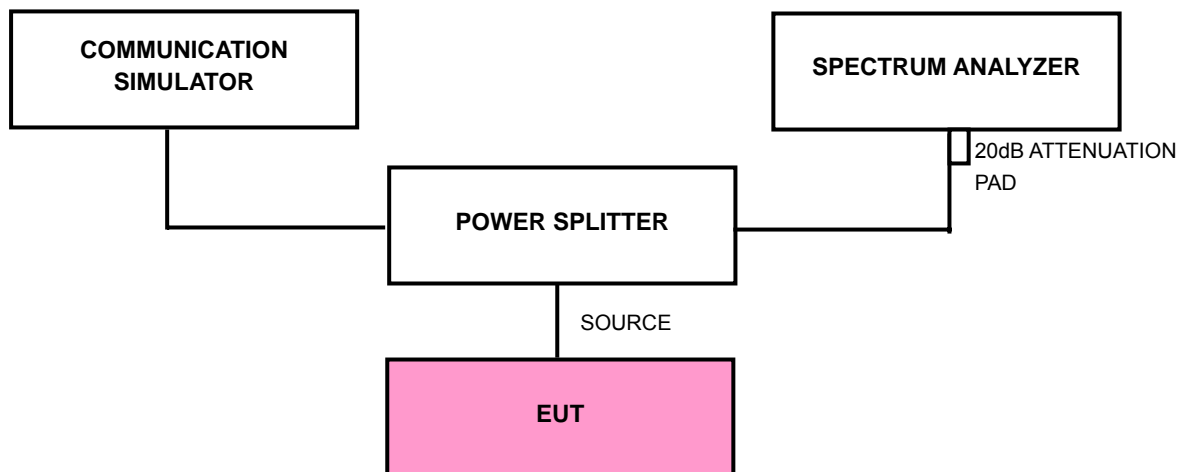 COMMUNICATION
SIMULATOR
SPECTRUM ANALYZER
20dB ATTENUATION
PAD
POWER SPLITTER
SOURCE
EUT